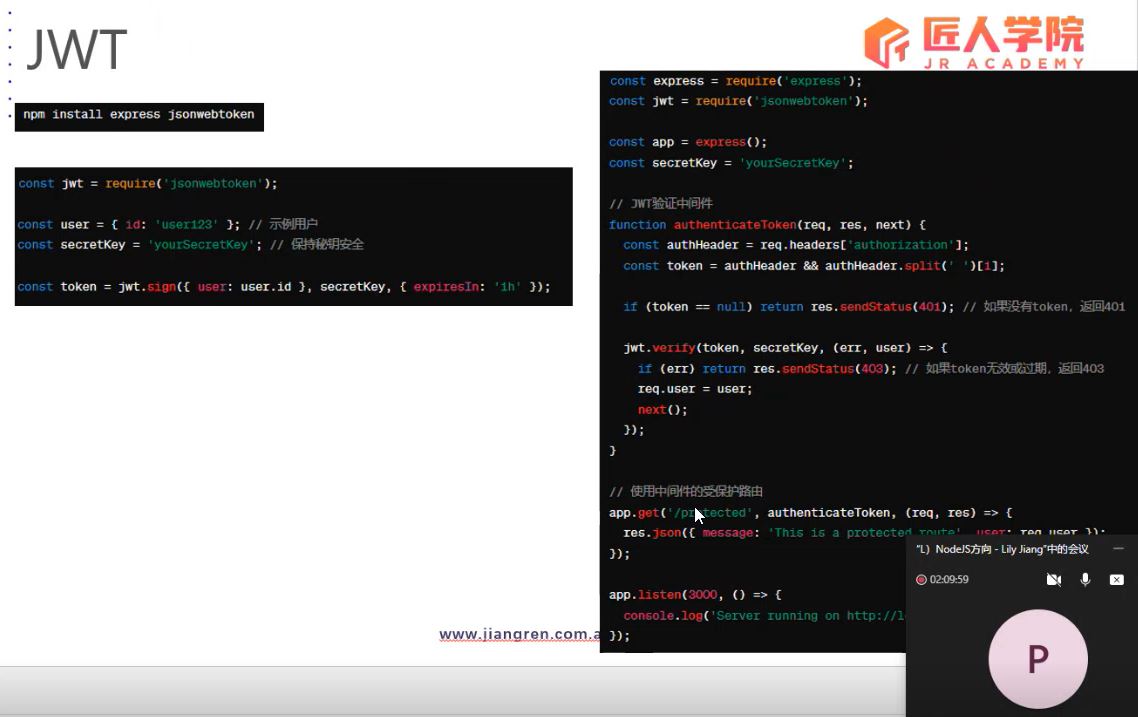 JWT
匠人学院
JR ACADEMY
npm install express jsonwebtoken
const jwt = require('jsonwebtoken');
const user = { id: 'user123' }; // 示例用户
const secretKey = 'yourSecretKey'; // 保持秘钥安全
const token = jwt.sign({ user: user.id }, secretKey, { expiresIn: '1h' });
const express = require('express');
const jwt = require('jsonwebtoken');
const app = express();
const secretKey = 'yourSecretKey';
// JWT验证中间件
function authenticateToken(req, res, next) {
const authHeader = req.headers['authorization'];
const token = authHeader && authHeader.split(' ')[1];
if (token == null) return res.sendStatus(401); // 如果没有token，返回401
jwt.verify(token, secretKey, (err, user) => {
if (err) return res.sendStatus(403); // 如果token无效或过期，返回403
req.user = user;
next();
});
}
// 使用中间件的受保护路由
app.get('/protected', authenticateToken, (req, res) => {
res.json({ message: 'This is a protected route', user: req.user });
});
app.listen(3000, () => {
console.log('Server running on http://l
});
www.jiangren.com.a
“L）NodeJS方向 - Lily Jiang”中的会议
02:09:59
P